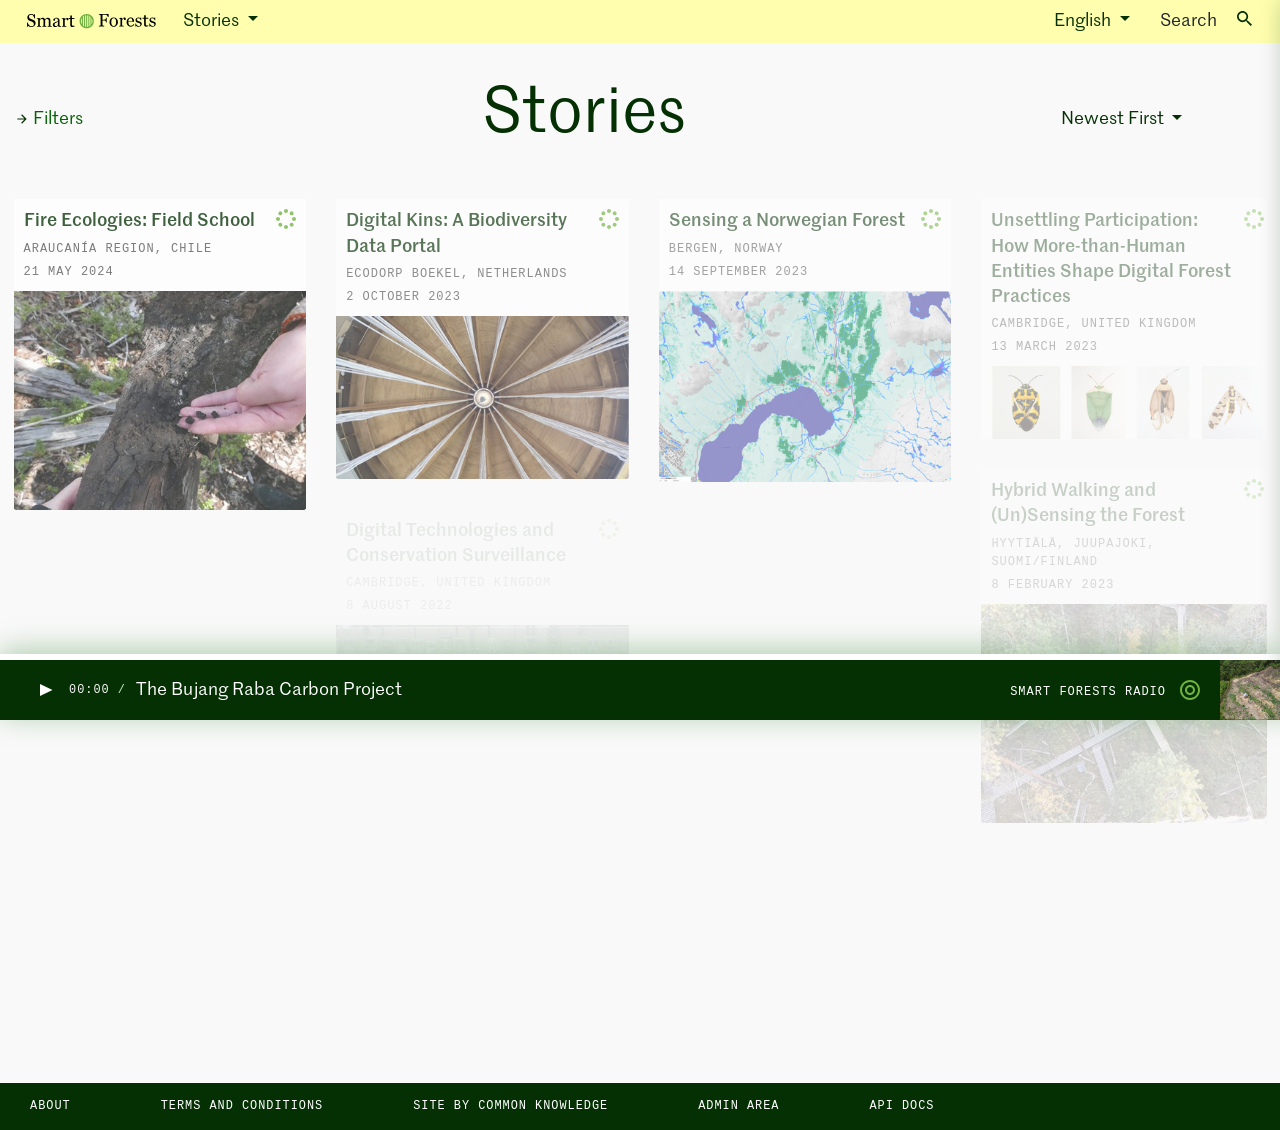 Smart Forests
Stories
English
Search
Stories
→ Filters
Newest First
Fire Ecologies: Field School
ARAUCANÍA REGION, CHILE
21 MAY 2024
Digital Kins: A Biodiversity
Data Portal
ECODORP BOEKEL, NETHERLANDS
2 OCTOBER 2023
Sensing a Norwegian Forest
BERGEN, NORWAY
14 SEPTEMBER 2023
Unsettling Participation:
How More-than-Human
Entities Shape Digital Forest
Practices
CAMBRIDGE, UNITED KINGDOM
13 MARCH 2023
Digital Technologies and
Conservation Surveillance
CAMBRIDGE, UNITED KINGDOM
8 AUGUST 2022
Hybrid Walking and
(Un)Sensing the Forest
HYYTIÄLÄ, JUUPAJOKI,
SUOMI/FINLAND
8 FEBRUARY 2023
00:00 /
The Bujang Raba Carbon Project
SMART FORESTS RADIO
ABOUT
TERMS AND CONDITIONS
SITE BY COMMON KNOWLEDGE
ADMIN AREA
API DOCS